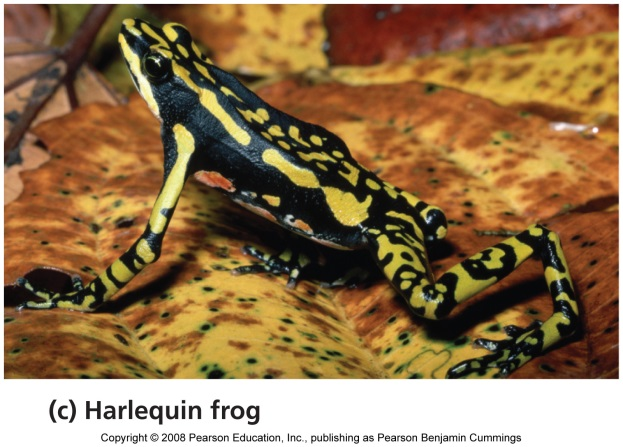 (c) Harlequin frog
Copyright © 2008 Pearson Education, Inc., publishing as Pearson Benjamin Cummings